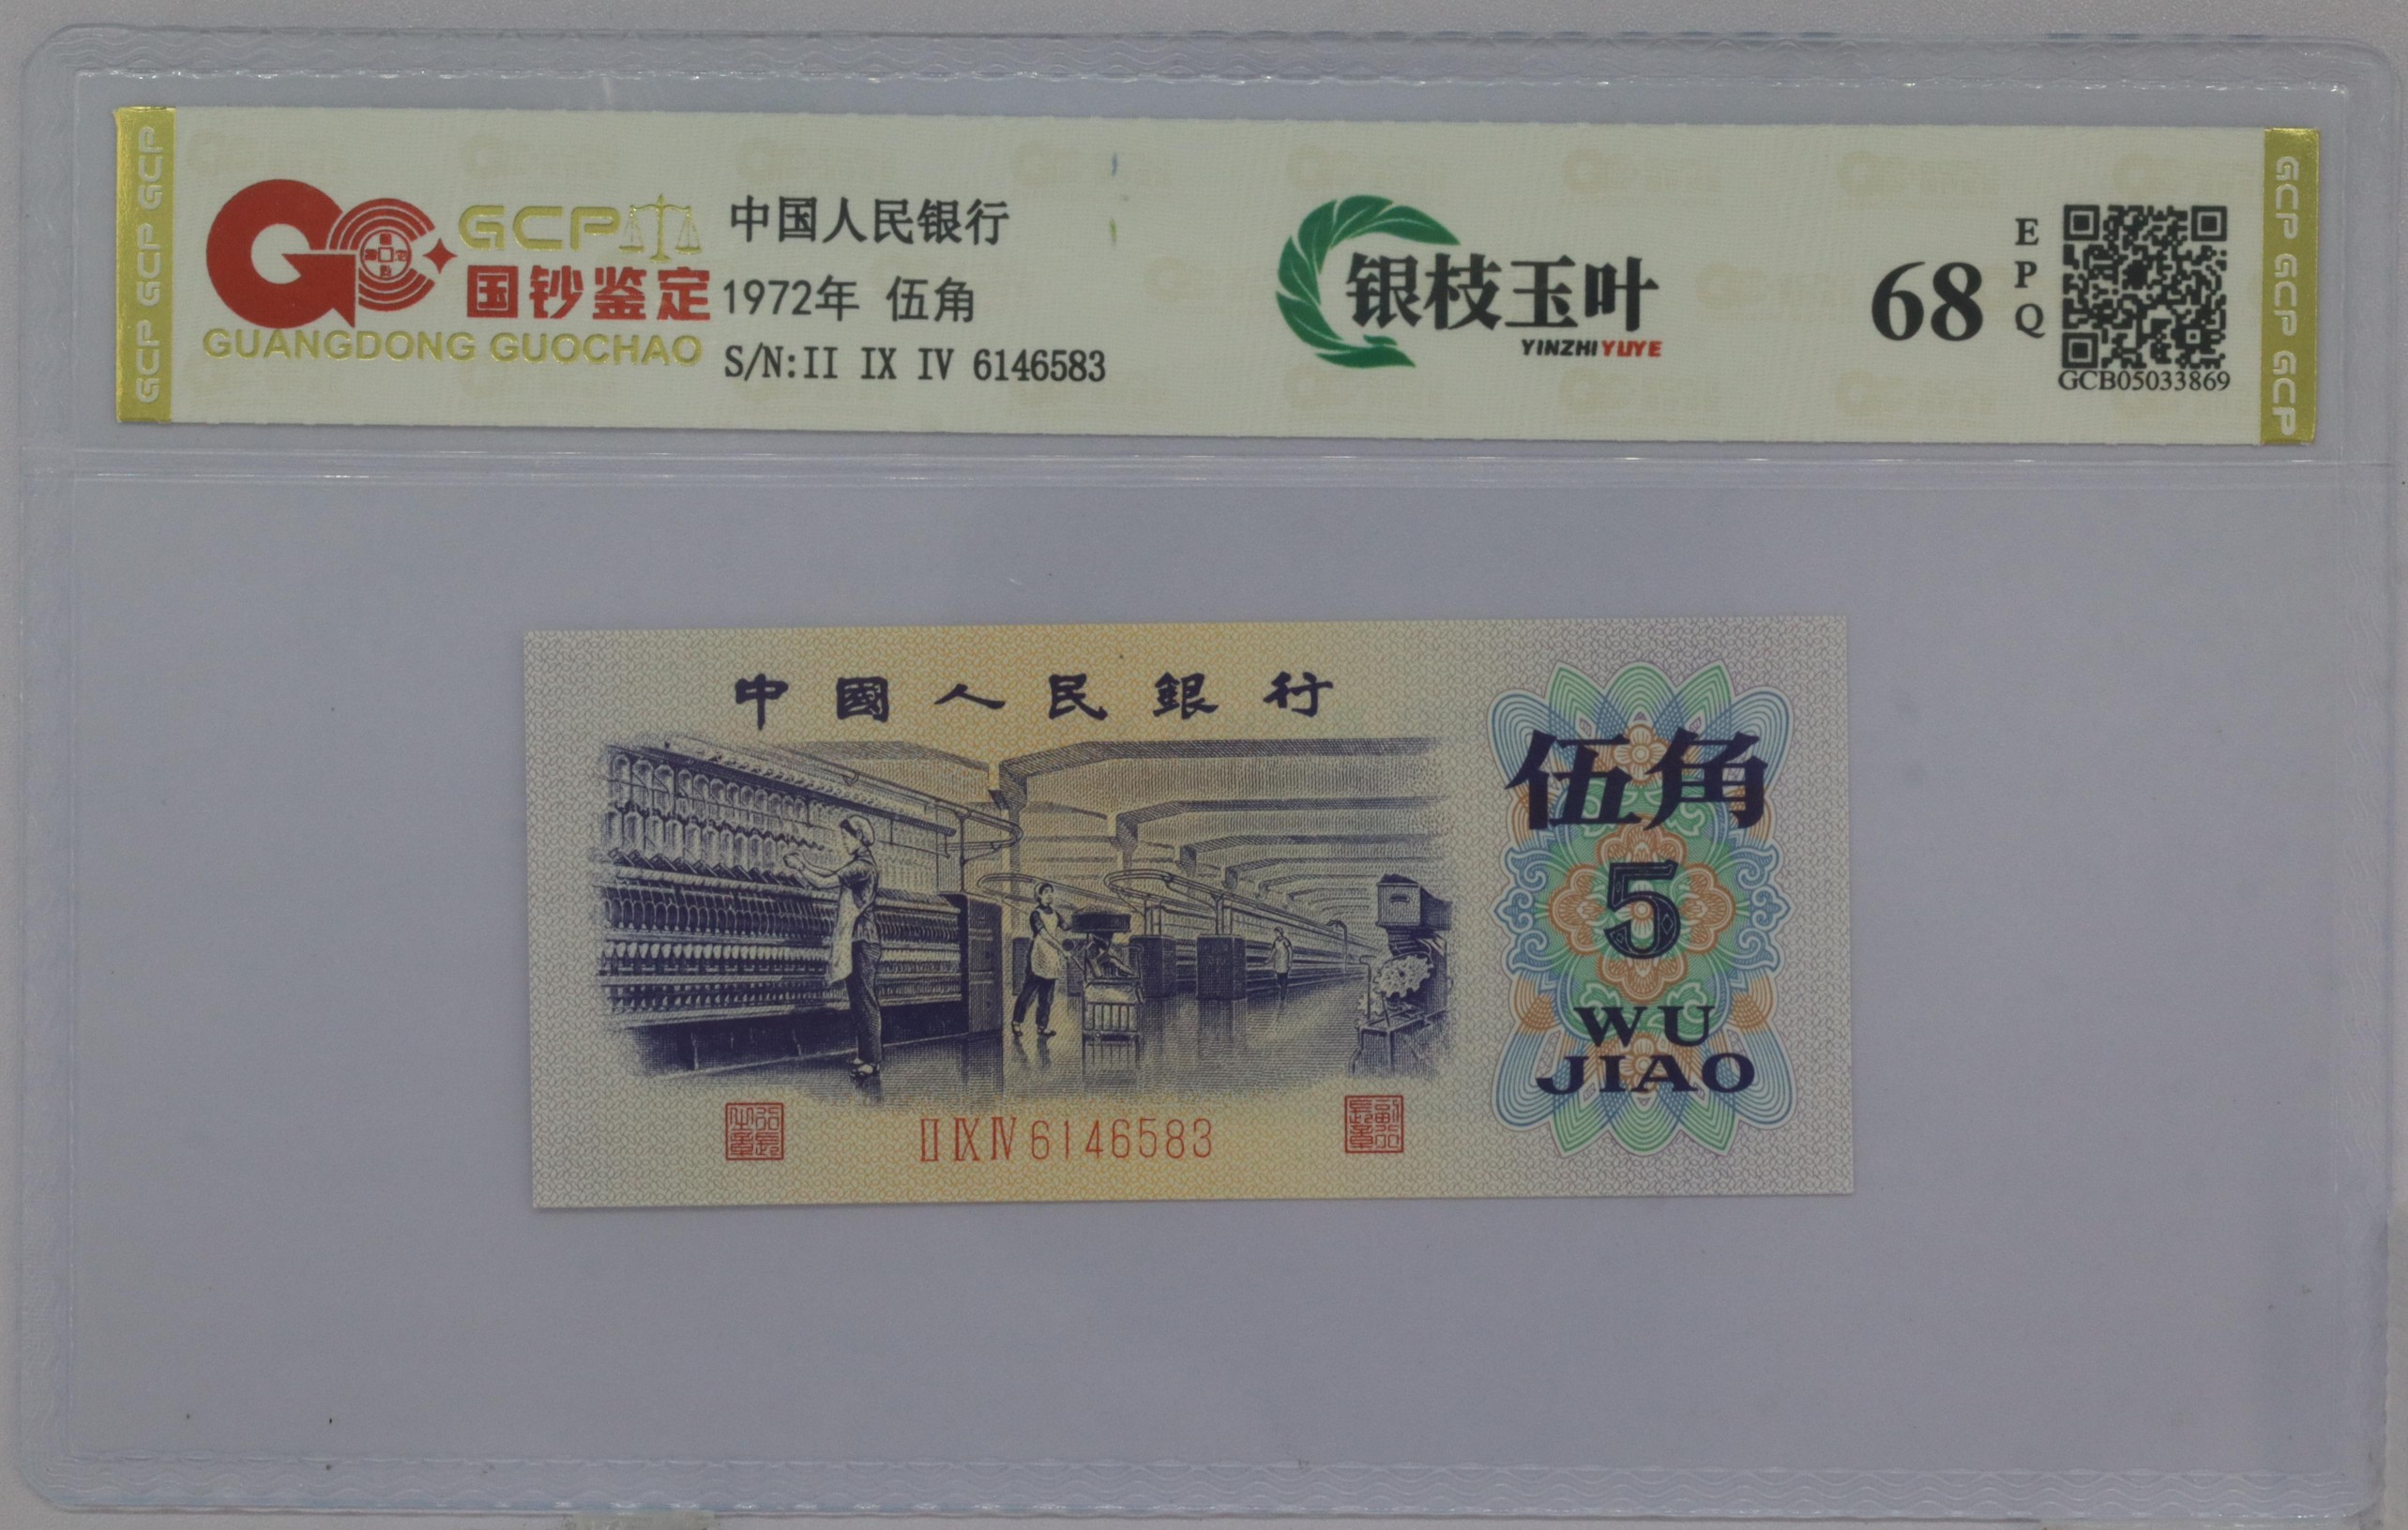 GCP GCP GCP
GCP
国钞鉴定
GUANGDONG GUOCHAO
中国人民银行
1972年 伍角
S/N:II IX IV 6146583
银枝玉叶
YINZHIYUYE
68
EPQ
GCB05033869
GCP GCP GCP
中國人民銀行
伍角
5
WU
JIAO
II IX IV 6146583